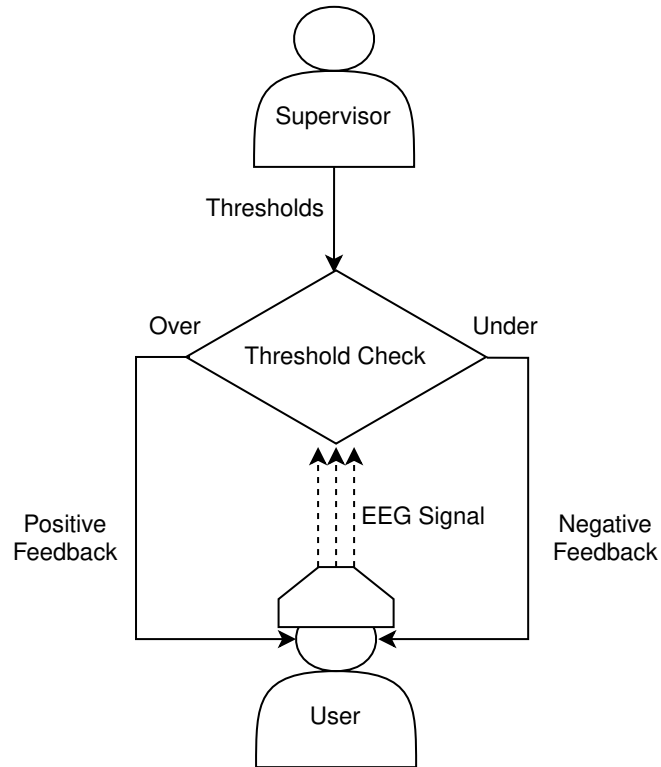 Supervisor
Thresholds
Over
Under
Threshold Check
EEG Signal
Positive
Feedback
Negative
Feedback
User